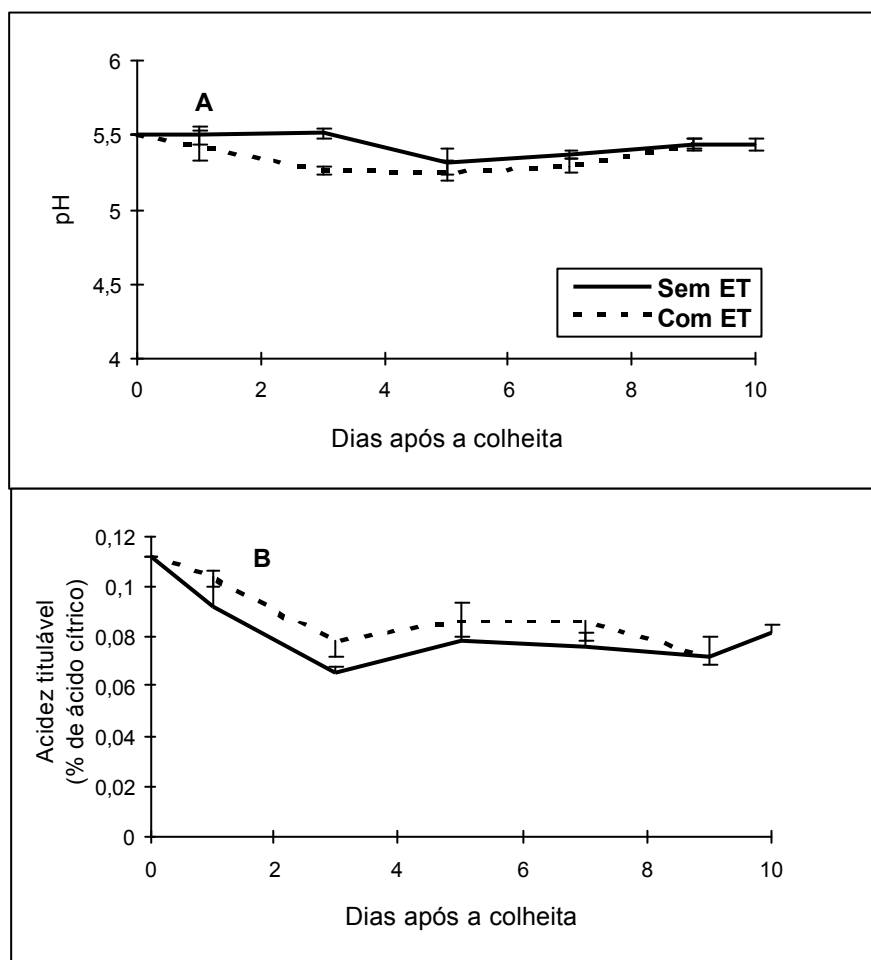 6
A
5,5
pH
5
4,5
Sem ET
Com ET
4
0 2 4 6 8 10
Dias após a colheita
0,12
B
0,1
0,08
Acidez titulável
(% de ácido cítrico)
0,06
0,04
0,02
0
0 2 4 6 8 10
Dias após a colheita